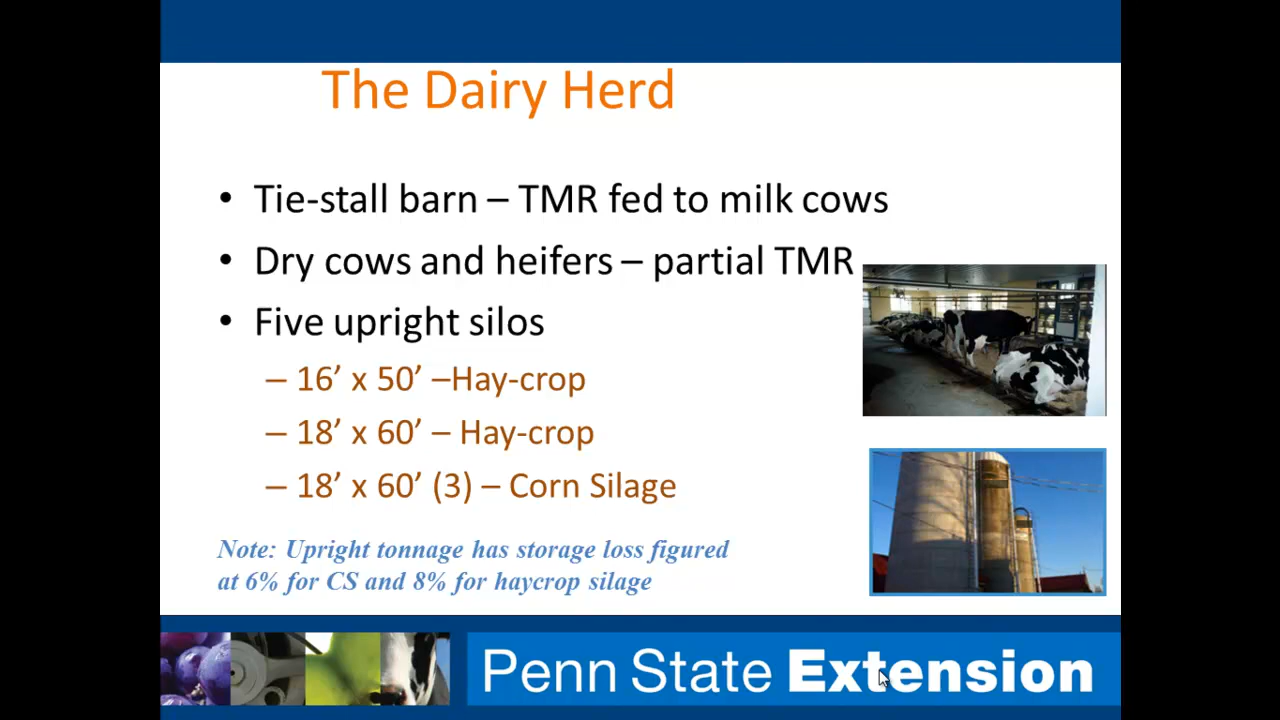 The Dairy Herd
• Tie-stall barn – TMR fed to milk cows
• Dry cows and heifers – partial TMR
• Five upright silos
– 16’ x 50’ –Hay-crop
– 18’ x 60’ – Hay-crop
– 18’ x 60’ (3) – Corn Silage
Note: Upright tonnage has storage loss figured
at 6% for CS and 8% for haycrop silage
Penn State Extension